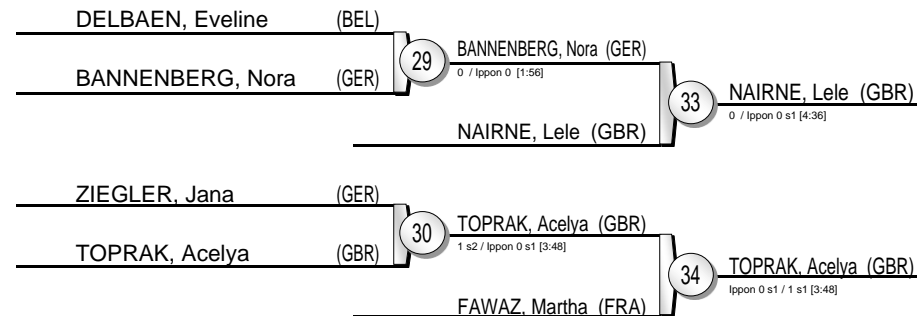 DELBAEN, Eveline (BEL)
29
BANNENBERG, Nora (GER)
0 / Ippon 0 [1:56]
BANNENBERG, Nora (GER)
33
NAIRNE, Lele (GBR)
0 / Ippon 0 s1 [4:36]
NAIRNE, Lele (GBR)
ZIEGLER, Jana (GER)
30
TOPRAK, Acelya (GBR)
1 s2 / Ippon 0 s1 [3:48]
TOPRAK, Acelya (GBR)
34
TOPRAK, Acelya (GBR)
Ippon 0 s1 / 1 s1 [3:48]
FAWAZ, Martha (FRA)